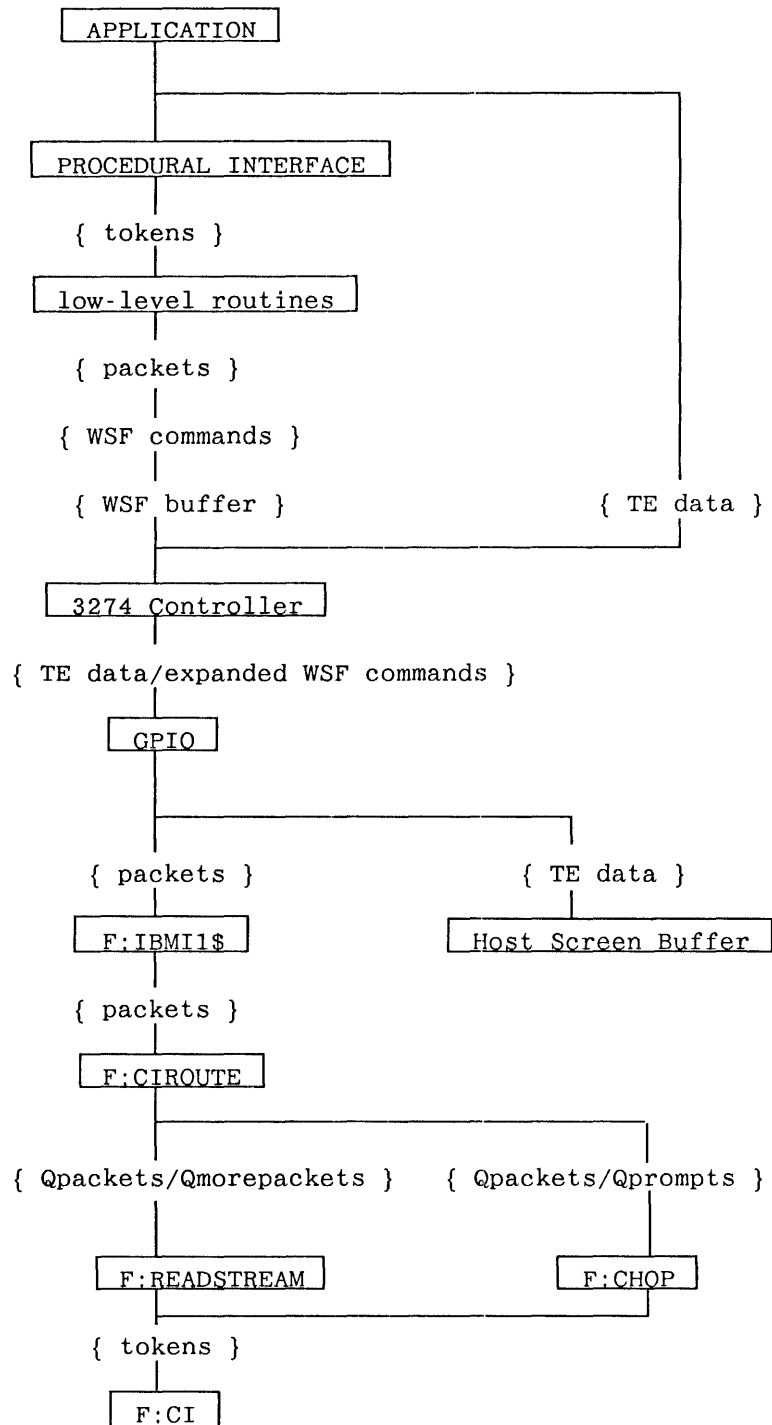 APPLICATION
PROCEDURAL INTERFACE
{ tokens }
low-level routines
{ packets }
{ WSF commands }
{ WSF buffer }
{ TE data }
3274 Controller
{ TE data/expanded WSF commands }
GPIO
{ packets }
{ TE data }
F:IBMI1$
Host Screen Buffer
{ packets }
F:CIROUTE
{ Qpackets/Qmorepackets }
{ Qpackets/Qprompts }
F:READSTREAM
F:CHOP
{ tokens }
F:CI